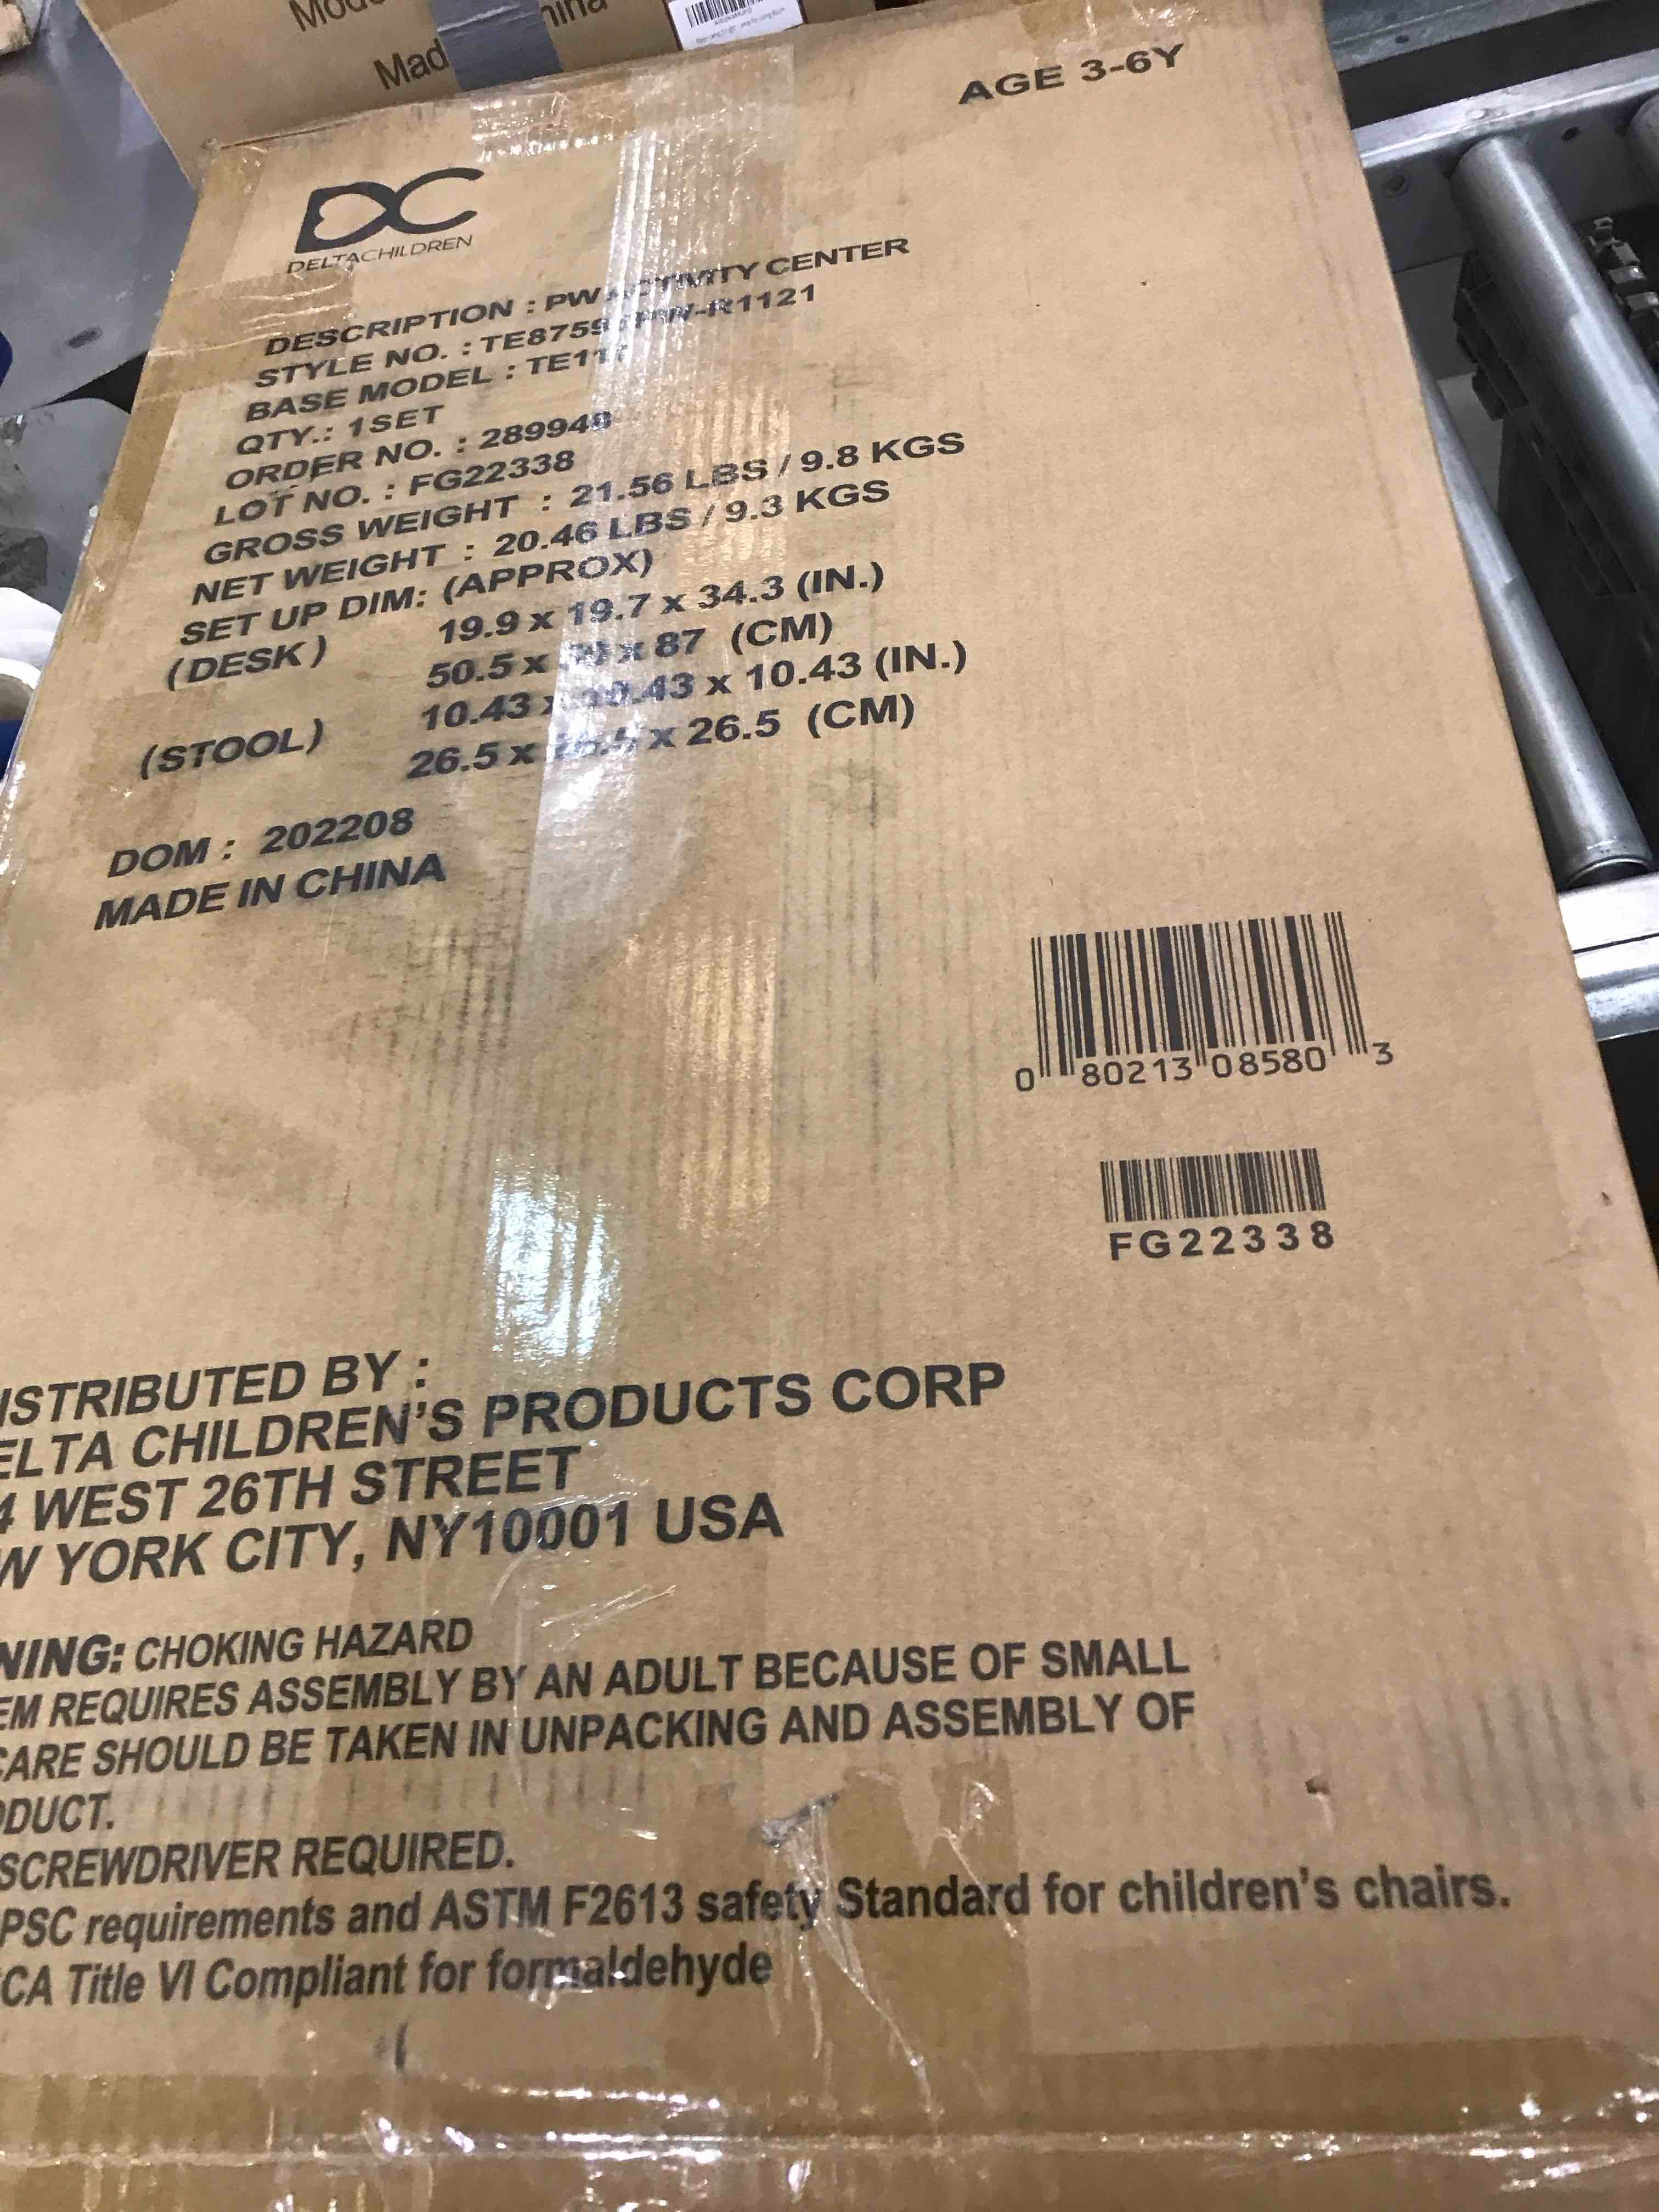 Mad
AGE 3-6Y
DC
DELTACHILDREN
DESCRIPTION : PW ACTIVITY CENTER
STYLE NO. : PW-R1121
BASE MODEL :
QTY.: 1SET
ORDER NO. : 289948
LOT NO. : FG22338
GROSS WEIGHT : 21.56 LBS / 9.8 KGS
NET WEIGHT : 20.46 LBS / 9.3 KGS
SET UP DIM: (APPROX)
(DESK) 19.9 x 19.7 x 34.3 (IN.)
50.5 x x 87 (CM)
10.43 x 10.43 x 10.43 (IN.)
(STOOL) 26.5 x 26.5 x 26.5 (CM)
DOM : 202208
MADE IN CHINA
0 80213 08580 3
FG22338
ISTRIBUTED BY :
ELTA CHILDREN'S PRODUCTS CORP
4 WEST 26TH STREET
W YORK CITY, NY10001 USA
NING: CHOKING HAZARD
EM REQUIRES ASSEMBLY BY AN ADULT BECAUSE OF SMALL
CARE SHOULD BE TAKEN IN UNPACKING AND ASSEMBLY OF
ODUCT.
SCREWDRIVER REQUIRED.
PSC requirements and ASTM F2613 safety Standard for children's chairs.
CA Title VI Compliant for formaldehyde